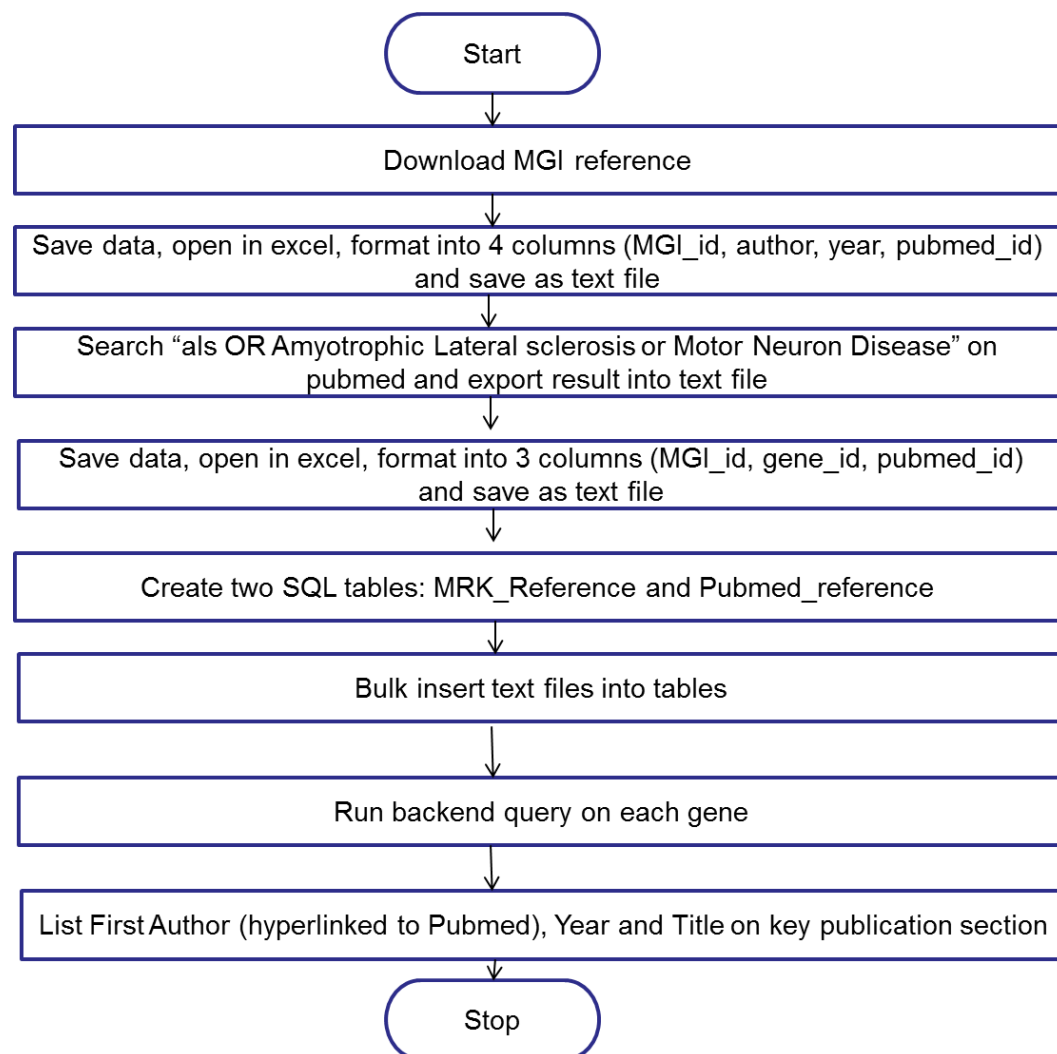 Start
Download MGI reference
Save data, open in excel, format into 4 columns (MGI_id, author, year, pubmed_id)
and save as text file
Search “als OR Amyotrophic Lateral sclerosis or Motor Neuron Disease” on
pubmed and export result into text file
Save data, open in excel, format into 3 columns (MGI_id, gene_id, pubmed_id)
and save as text file
Create two SQL tables: MRK_Reference and Pubmed_reference
Bulk insert text files into tables
Run backend query on each gene
List First Author (hyperlinked to Pubmed), Year and Title on key publication section
Stop